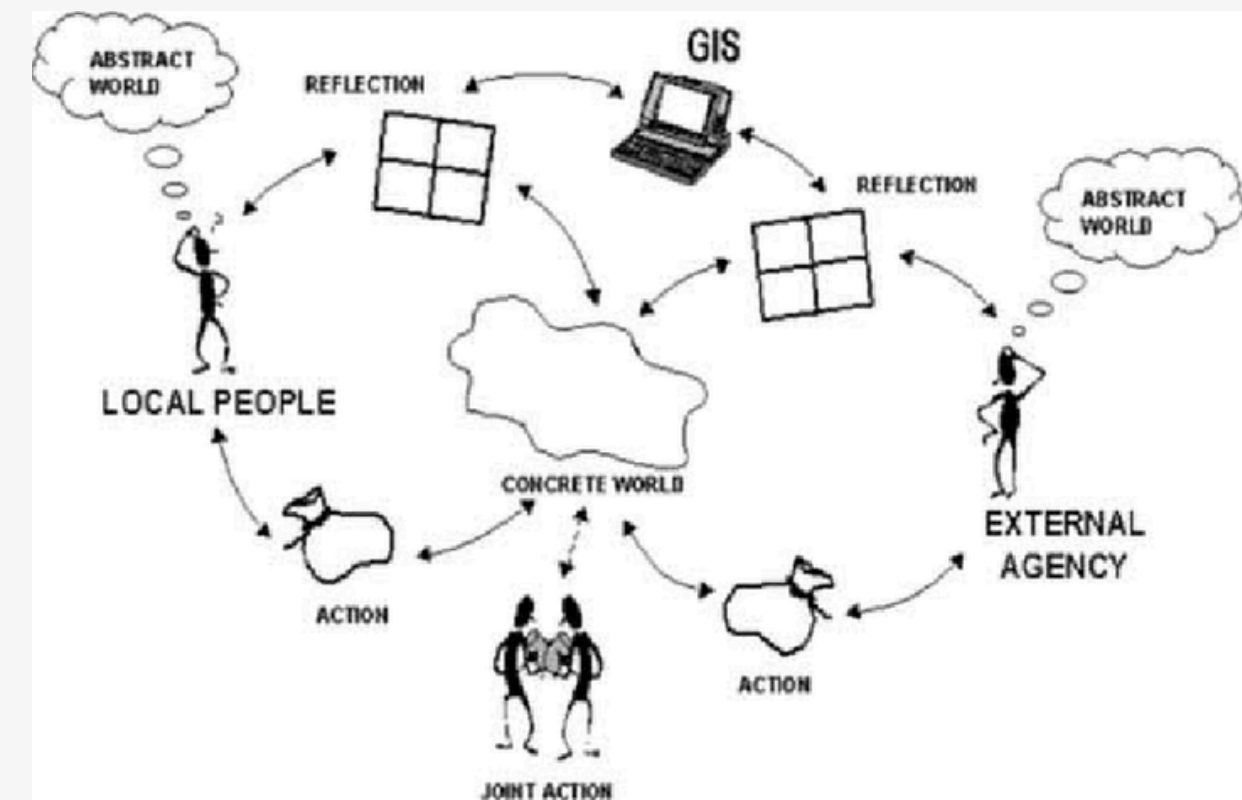 GIS
ABSTRACT
WORLD
REFLECTION
REFLECTION
ABSTRACT
WORLD
LOCAL PEOPLE
CONCRETE WORLD
EXTERNAL
AGENCY
ACTION
ACTION
JOINT ACTION